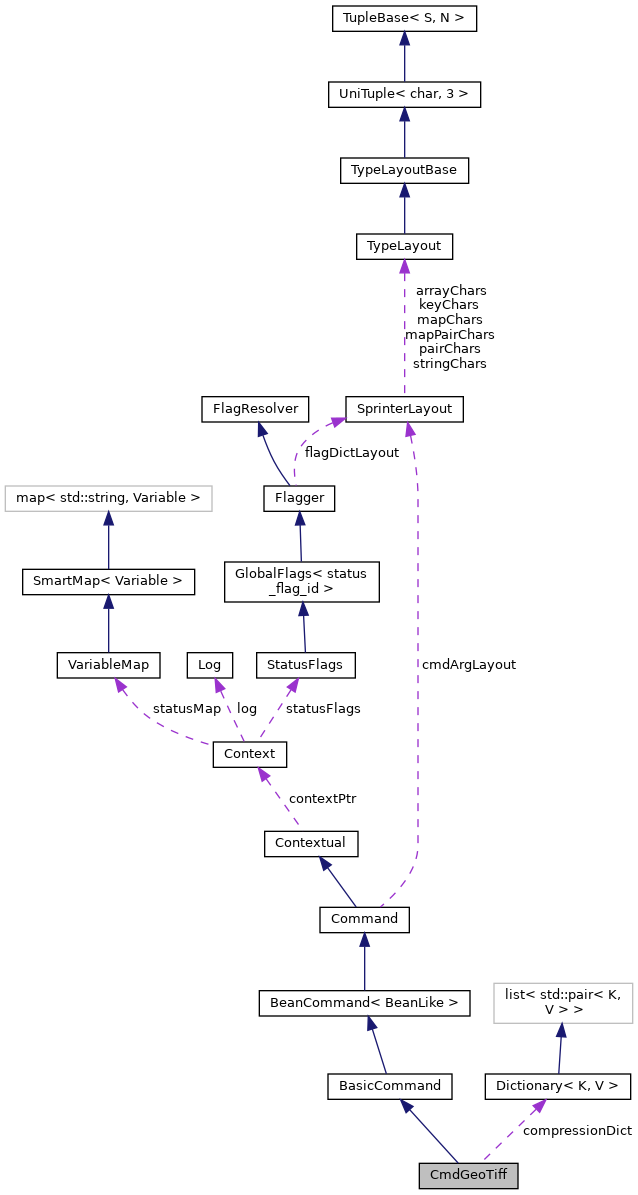 TupleBase< S, N >
UniTuple< char, 3 >
TypeLayoutBase
TypeLayout
arrayChars
keyChars
mapChars
mapPairChars
pairChars
stringChars
FlagResolver
SprinterLayout
flagDictLayout
map< std::string, Variable >
Flagger
SmartMap< Variable >
GlobalFlags< status
_flag_id >
VariableMap
Log
StatusFlags
cmdArgLayout
statusMap
log
statusFlags
Context
contextPtr
Contextual
Command
BeanCommand< BeanLike >
list< std::pair< K,
V > >
BasicCommand
Dictionary< K, V >
compressionDict
CmdGeoTiff